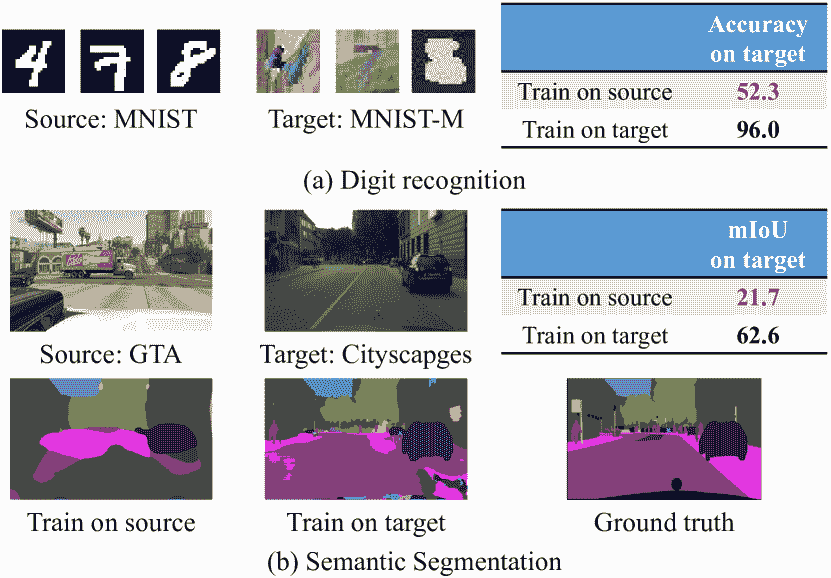 Source: MNIST
Target: MNIST-M
Accuracy
on target
Train on source 52.3
Train on target 96.0
(a) Digit recognition
Source: GTA
Target: Cityscapges
mIoU
on target
Train on source 21.7
Train on target 62.6
Train on source
Train on target
Ground truth
(b) Semantic Segmentation